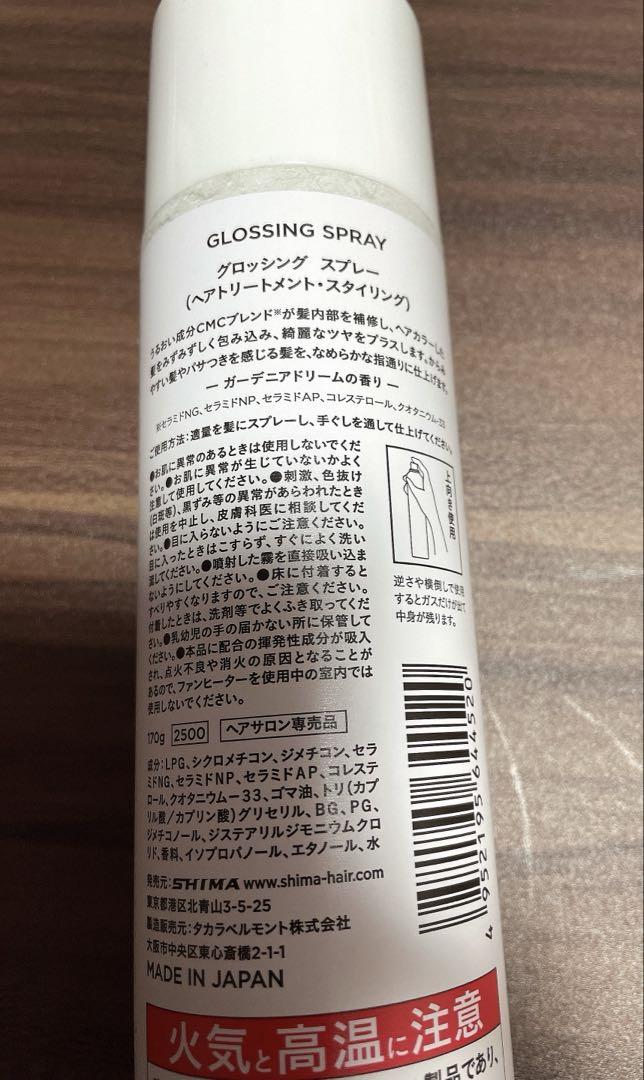 GLOSSING SPRAY
グロッシング スプレー
(ヘアトリートメント・スタイリング)
うるおい成分CMCブレンド※が髪内部を補修し、ヘアカラーした
髪をみずみずしく包み込み、綺麗なツヤをプラスします。からみ
やすい髪やパサつきを感じる髪を、なめらかな指通りに仕上げます。
― ガーデニアドリームの香り ―
※セラミドNG、セラミドNP、セラミドAP、コレステロール、クオタニウム-33
ご使用方法:適量を髪にスプレーし、手ぐしを通して仕上げてください。
●お肌に異常のあるときは使用しないでくだ
さい。●お肌に異常が生じていないかよく
注意して使用してください。●刺激、色抜け
(白斑等)、黒ずみ等の異常があらわれたとき
は使用を中止し、皮膚科医に相談してくだ
さい。●目に入らないようにご注意ください。
目に入ったときはこすらず、すぐによく洗い
流してください。●噴射した霧を直接吸い込ま
ないようにしてください。●床に付着すると
すべりやすくなりますので、ご注意ください。
付着したときは、洗剤等でよくふき取ってくだ
さい。●乳幼児の手の届かない所に保管して
ください。●本品に配合の揮発性成分が吸入
され、点火不良や消火の原因となることが
あるので、ファンヒーターを使用中の室内では
使用しないでください。
上向き使用
逆さや横倒しで使用
するとガスだけが出て
中身が残ります。
170g 2500 ヘアサロン専売品
成分:LPG、シクロメチコン、ジメチコン、セラ
ミドNG、セラミドNP、セラミドAP、コレステ
ロール、クオタニウム-33、ゴマ油、トリ(カプ
リル酸/カプリン酸)グリセリル、BG、PG、
ジメチコノール、ジステアリルジモニウムクロ
リド、香料、イソプロパノール、エタノール、水
発売元:SHIMA www.shima-hair.com
東京都港区北青山3-5-25
製造販売元:タカラベルモント株式会社
大阪市中央区東心斎橋2-1-1
MADE IN JAPAN
4 952195 644520
火気と高温に注意
製品であり、